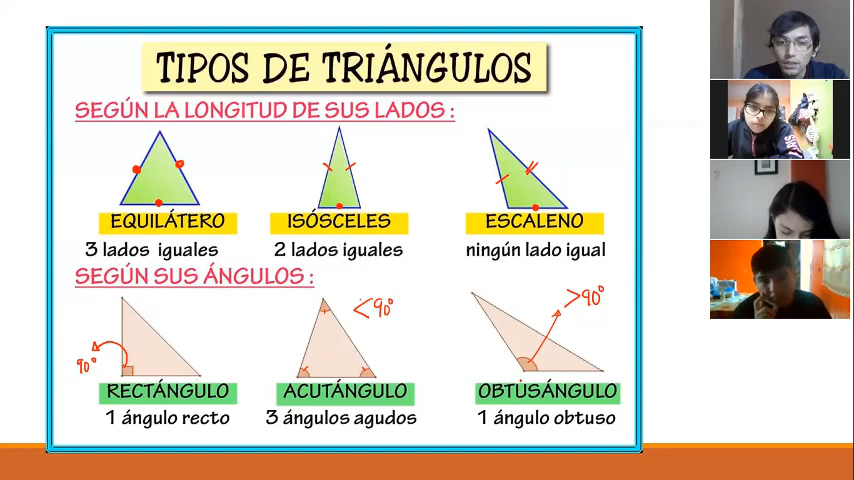 TIPOS DE TRIÁNGULOS
SEGÚN LA LONGITUD DE SUS LADOS :
EQUILÁTERO ISÓSCELES ESCALENO
3 lados iguales 2 lados iguales ningún lado igual
SEGÚN SUS ÁNGULOS :
90° <90° >90°
RECTÁNGULO ACUTÁNGULO OBTUSÁNGULO
1 ángulo recto 3 ángulos agudos 1 ángulo obtuso